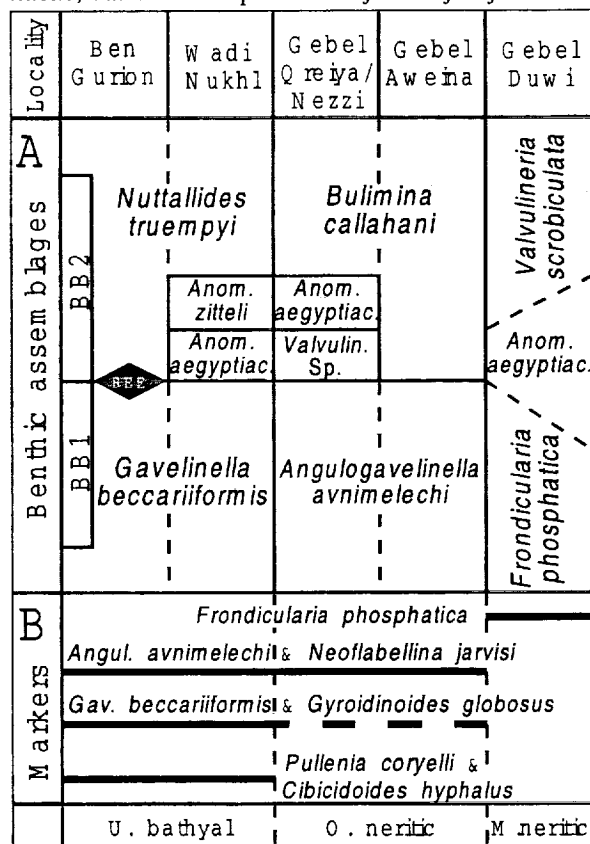 Locality
Ben
Gurion
Wadi
Nukhl
Gebel
Qreiya/
Nezzi
Gebel
Aweina
Gebel
Duwi
A
Benthic assemblages
BB2
BB1
BEE
Nuttallides
truempyi
Bulimina
callahani
Valvulineria
scrobiculata
Anom.
zitteli
Anom.
aegyptiac.
Anom.
aegyptiac.
Valvulin.
Sp.
Anom.
aegyptiac.
Gavelinella
beccariiformis
Angulogavelinella
avnimelechi
Frondicularia
phosphatica
B
Markers
Frondicularia phosphatica
Angul. avnimelechi & Neoflabellina jarvisi
Gav. beccariiformis & Gyroidinoides globosus
Pullenia coryelli &
Cibicidoides hyphalus
U. bathyal
O. neritic
M. neritic